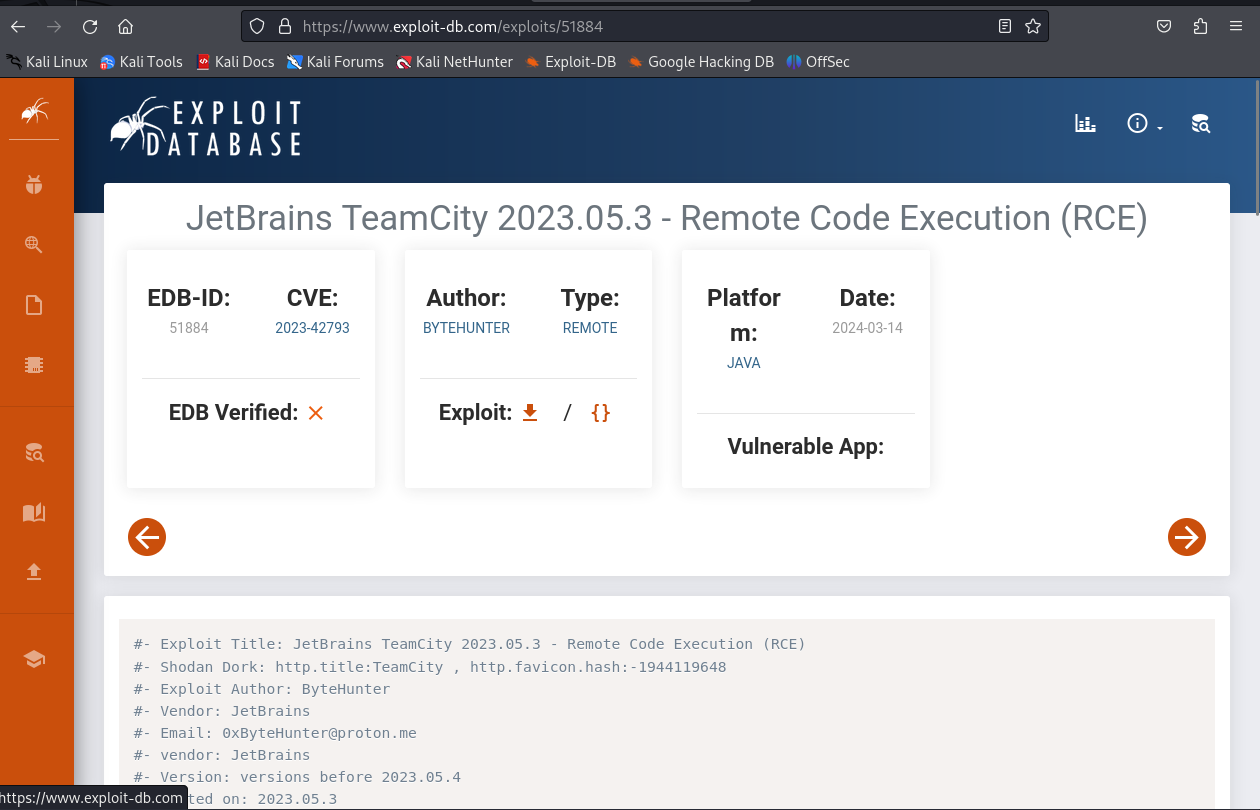 https://www.exploit-db.com/exploits/51884
Kali Linux Kali Tools Kali Docs Kali Forums Kali NetHunter Exploit-DB Google Hacking DB OffSec
EXPLOIT
DATABASE
JetBrains TeamCity 2023.05.3 - Remote Code Execution (RCE)
EDB-ID:
51884
CVE:
2023-42793
EDB Verified:
Author:
BYTEHUNTER
Type:
REMOTE
Exploit: / {}
Platfor
m:
JAVA
Date:
2024-03-14
Vulnerable App:
#- Exploit Title: JetBrains TeamCity 2023.05.3 - Remote Code Execution (RCE)
#- Shodan Dork: http.title:TeamCity , http.favicon.hash:-1944119648
#- Exploit Author: ByteHunter
#- Vendor: JetBrains
#- Email: 0xByteHunter@proton.me
#- vendor: JetBrains
#- Version: versions before 2023.05.4
ted on: 2023.05.3
https://www.exploit-db.com